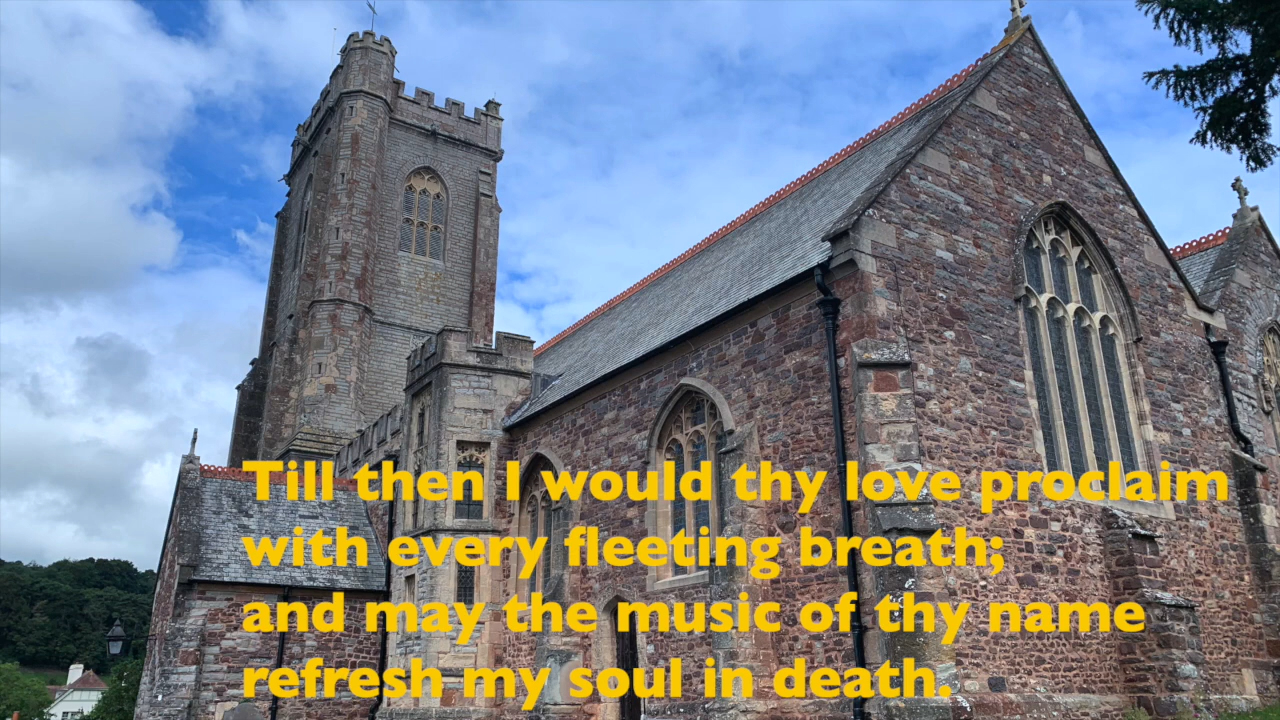 Till then I would thy love proclaim
with every fleeting breath;
and may the music of thy name
refresh my soul in death.